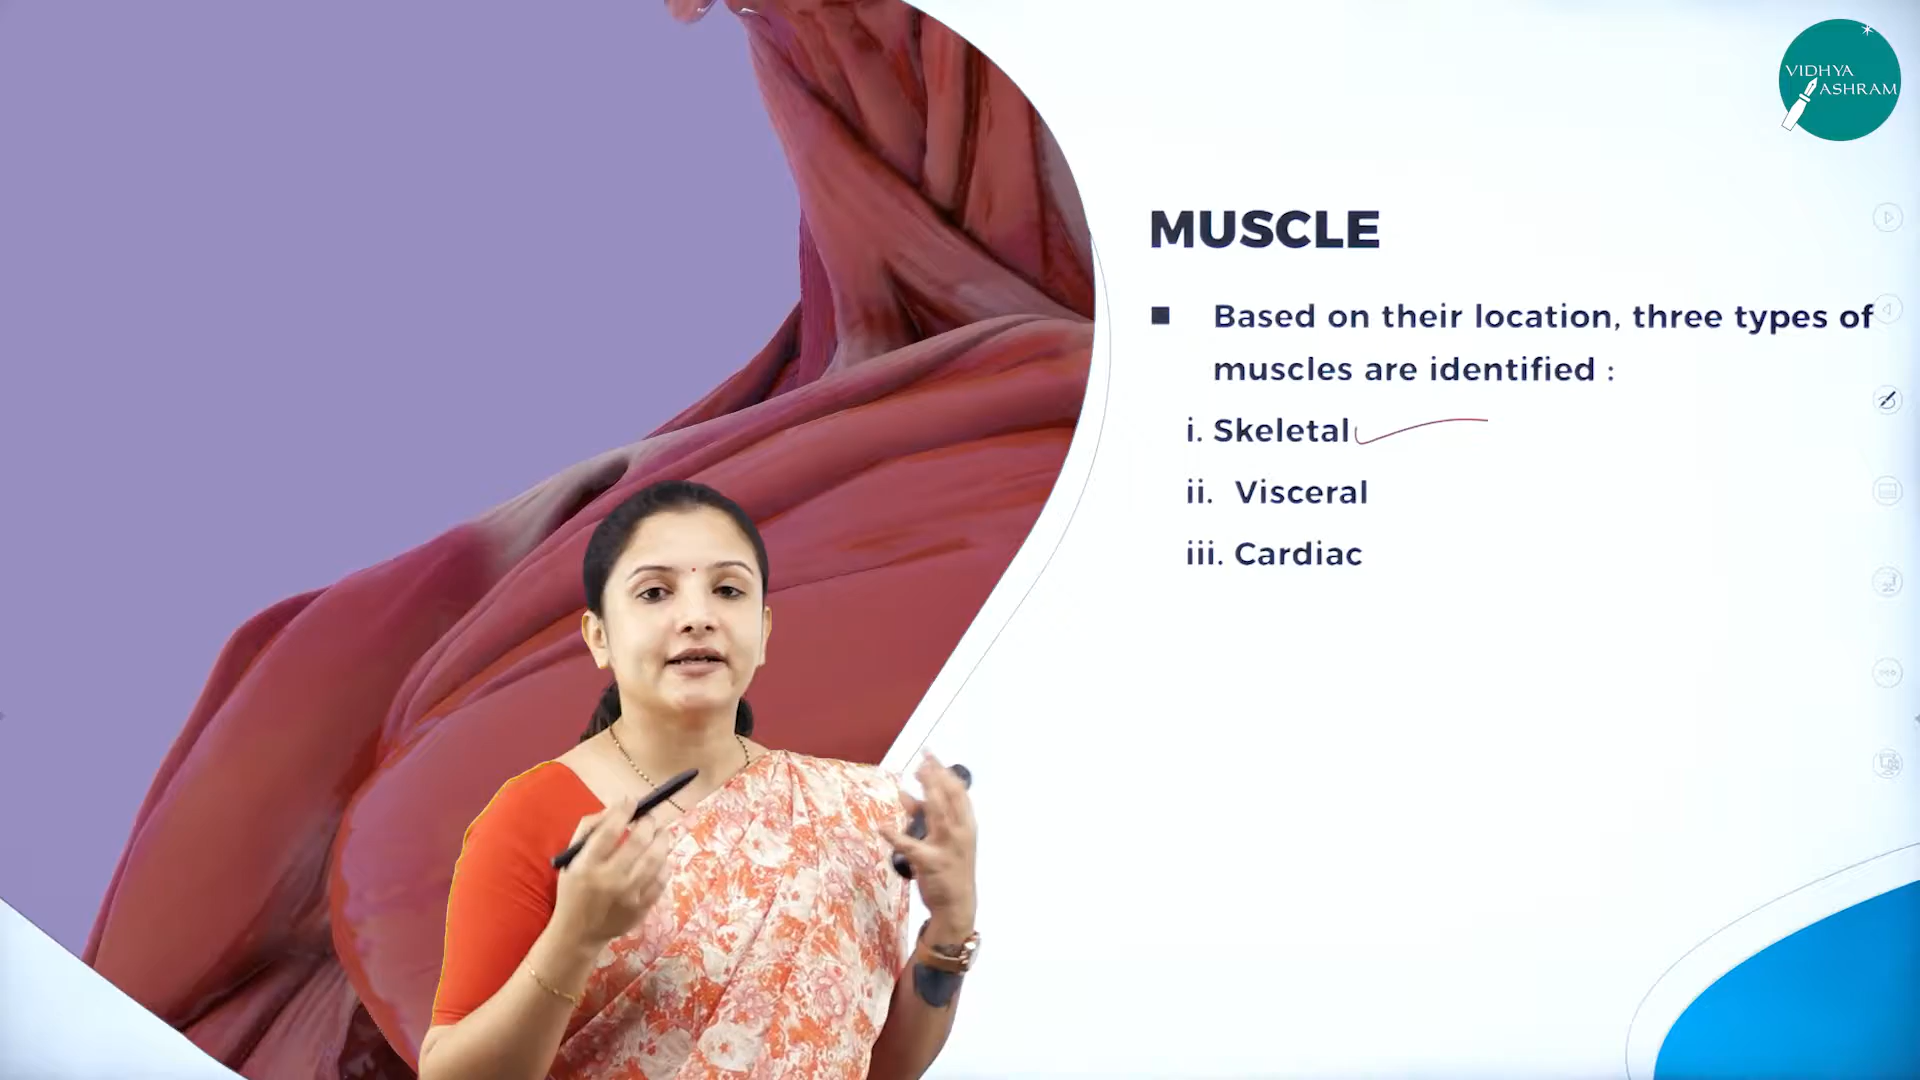 VIDHYA
ASHRAM
MUSCLE
■ Based on their location, three types of
muscles are identified :
i. Skeletal
ii. Visceral
iii. Cardiac